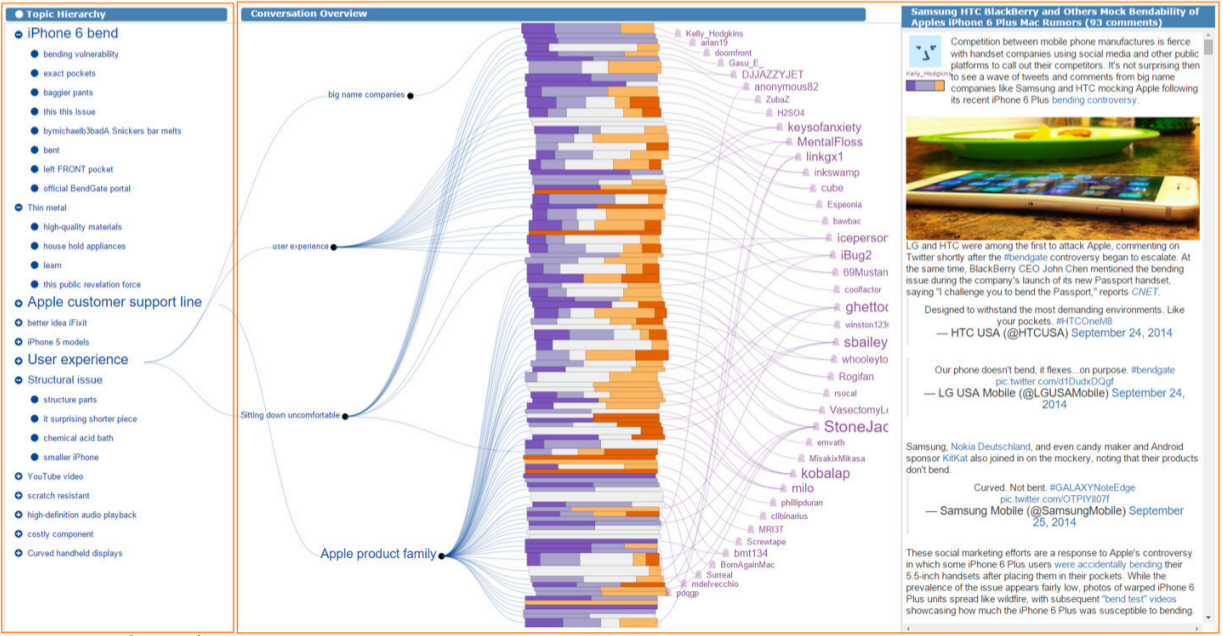 Topic Hierarchy
iPhone 6 bend
bending vulnerability
exact pockets
baggier pants
this this issue
bymichaelb3badA Snickers bar melts
bent
left FRONT pocket
official BendGate portal
Thin metal
high-quality materials
house hold appliances
learn
this public revelation force
Apple customer support line
better idea iFixit
iPhone 5 models
User experience
Structural issue
structure parts
it surprising shorter piece
chemical acid bath
smaller iPhone
YouTube video
scratch resistant
high-definition audio playback
costly component
Curved handheld displays
Conversation Overview
big name companies
user experience
Sitting down uncomfortable
Apple product family
Kelly_Hodgkins
arian19
doomfront
Gasu_E_
DJJAZZYJET
anonymous82
ZubaZ
H2SO4
keysofanxiety
MentalFloss
linkgx1
inkswamp
cube
Espeonia
bawbac
iceperson
iBug2
69Mustan
coolfactor
ghettoc
winston123
sbailey
whooleyto
Rogifan
rsocal
VasectomyL
StoneJac
emvath
MisakixMikasa
kobalap
milo
phillipduran
clibinarius
MRI3T
Screwtape
bmt134
BornAgainMac
Surreal
mdelvecchio
pdqgp
Samsung HTC BlackBerry and Others Mock Bendability of
Apples iPhone 6 Plus Mac Rumors (93 comments)
Kelly_Hodgkins
Competition between mobile phone manufactures is fierce
with handset companies using social media and other public
platforms to call out their competitors. It's not surprising then
to see a wave of tweets and comments from big name
companies like Samsung and HTC mocking Apple following
its recent iPhone 6 Plus bending controversy.
LG and HTC were among the first to attack Apple, commenting on
Twitter shortly after the #bendgate controversy began to escalate. At
the same time, BlackBerry CEO John Chen mentioned the bending
issue during the company's launch of its new Passport handset,
saying "I challenge you to bend the Passport," reports CNET.
Designed to withstand the most demanding environments. Like
your pockets. #HTCOneM8
— HTC USA (@HTCUSA) September 24, 2014
Our phone doesn't bend, it flexes...on purpose. #bendgate
pic.twitter.com/d1DudxDQgf
— LG USA Mobile (@LGUSAMobile) September 24,
2014
Samsung, Nokia Deutschland, and even candy maker and Android
sponsor KitKat also joined in on the mockery, noting that their products
don't bend.
Curved. Not bent. #GALAXYNoteEdge
pic.twitter.com/OTPIYlI07f
— Samsung Mobile (@SamsungMobile) September
25, 2014
These social marketing efforts are a response to Apple's controversy
in which some iPhone 6 Plus users were accidentally bending their
5.5-inch handsets after placing them in their pockets. While the
prevalence of the issue appears fairly low, photos of warped iPhone 6
Plus units spread like wildfire, with subsequent "bend test" videos
showcasing how much the iPhone 6 Plus was susceptible to bending.